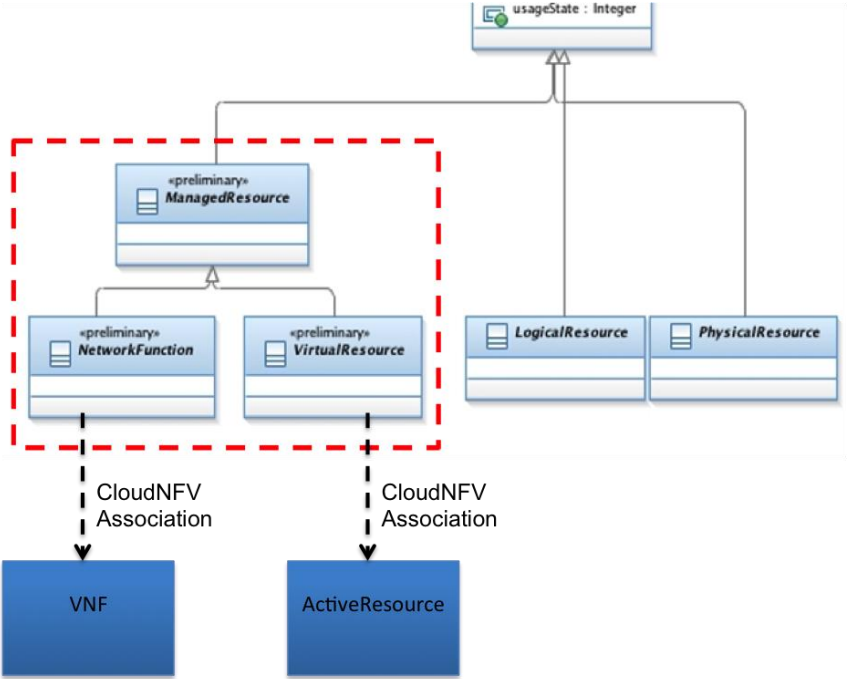 usageState : Integer
«preliminary»
ManagedResource
«preliminary»
NetworkFunction
«preliminary»
VirtualResource
LogicalResource
PhysicalResource
CloudNFV
Association
CloudNFV
Association
VNF
ActiveResource